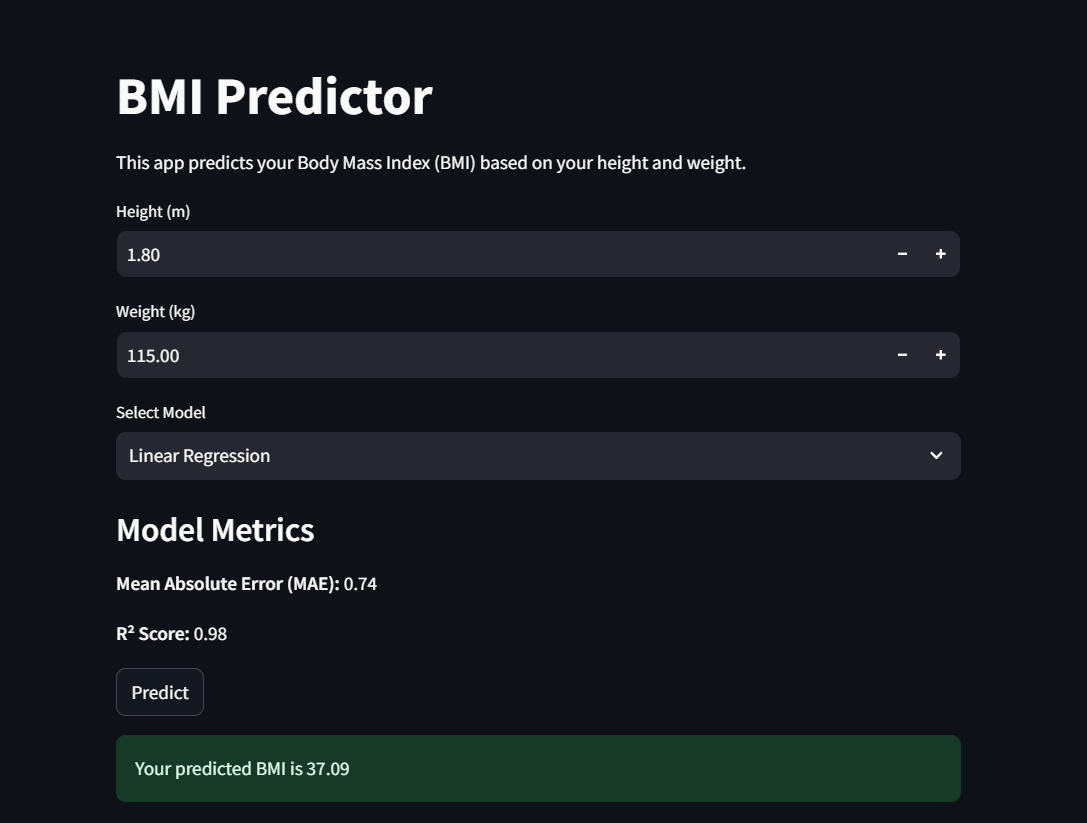 BMI Predictor
This app predicts your Body Mass Index (BMI) based on your height and weight.
Height (m)
1.80
Weight (kg)
115.00
Select Model
Linear Regression
Model Metrics
Mean Absolute Error (MAE): 0.74
R² Score: 0.98
Predict
Your predicted BMI is 37.09